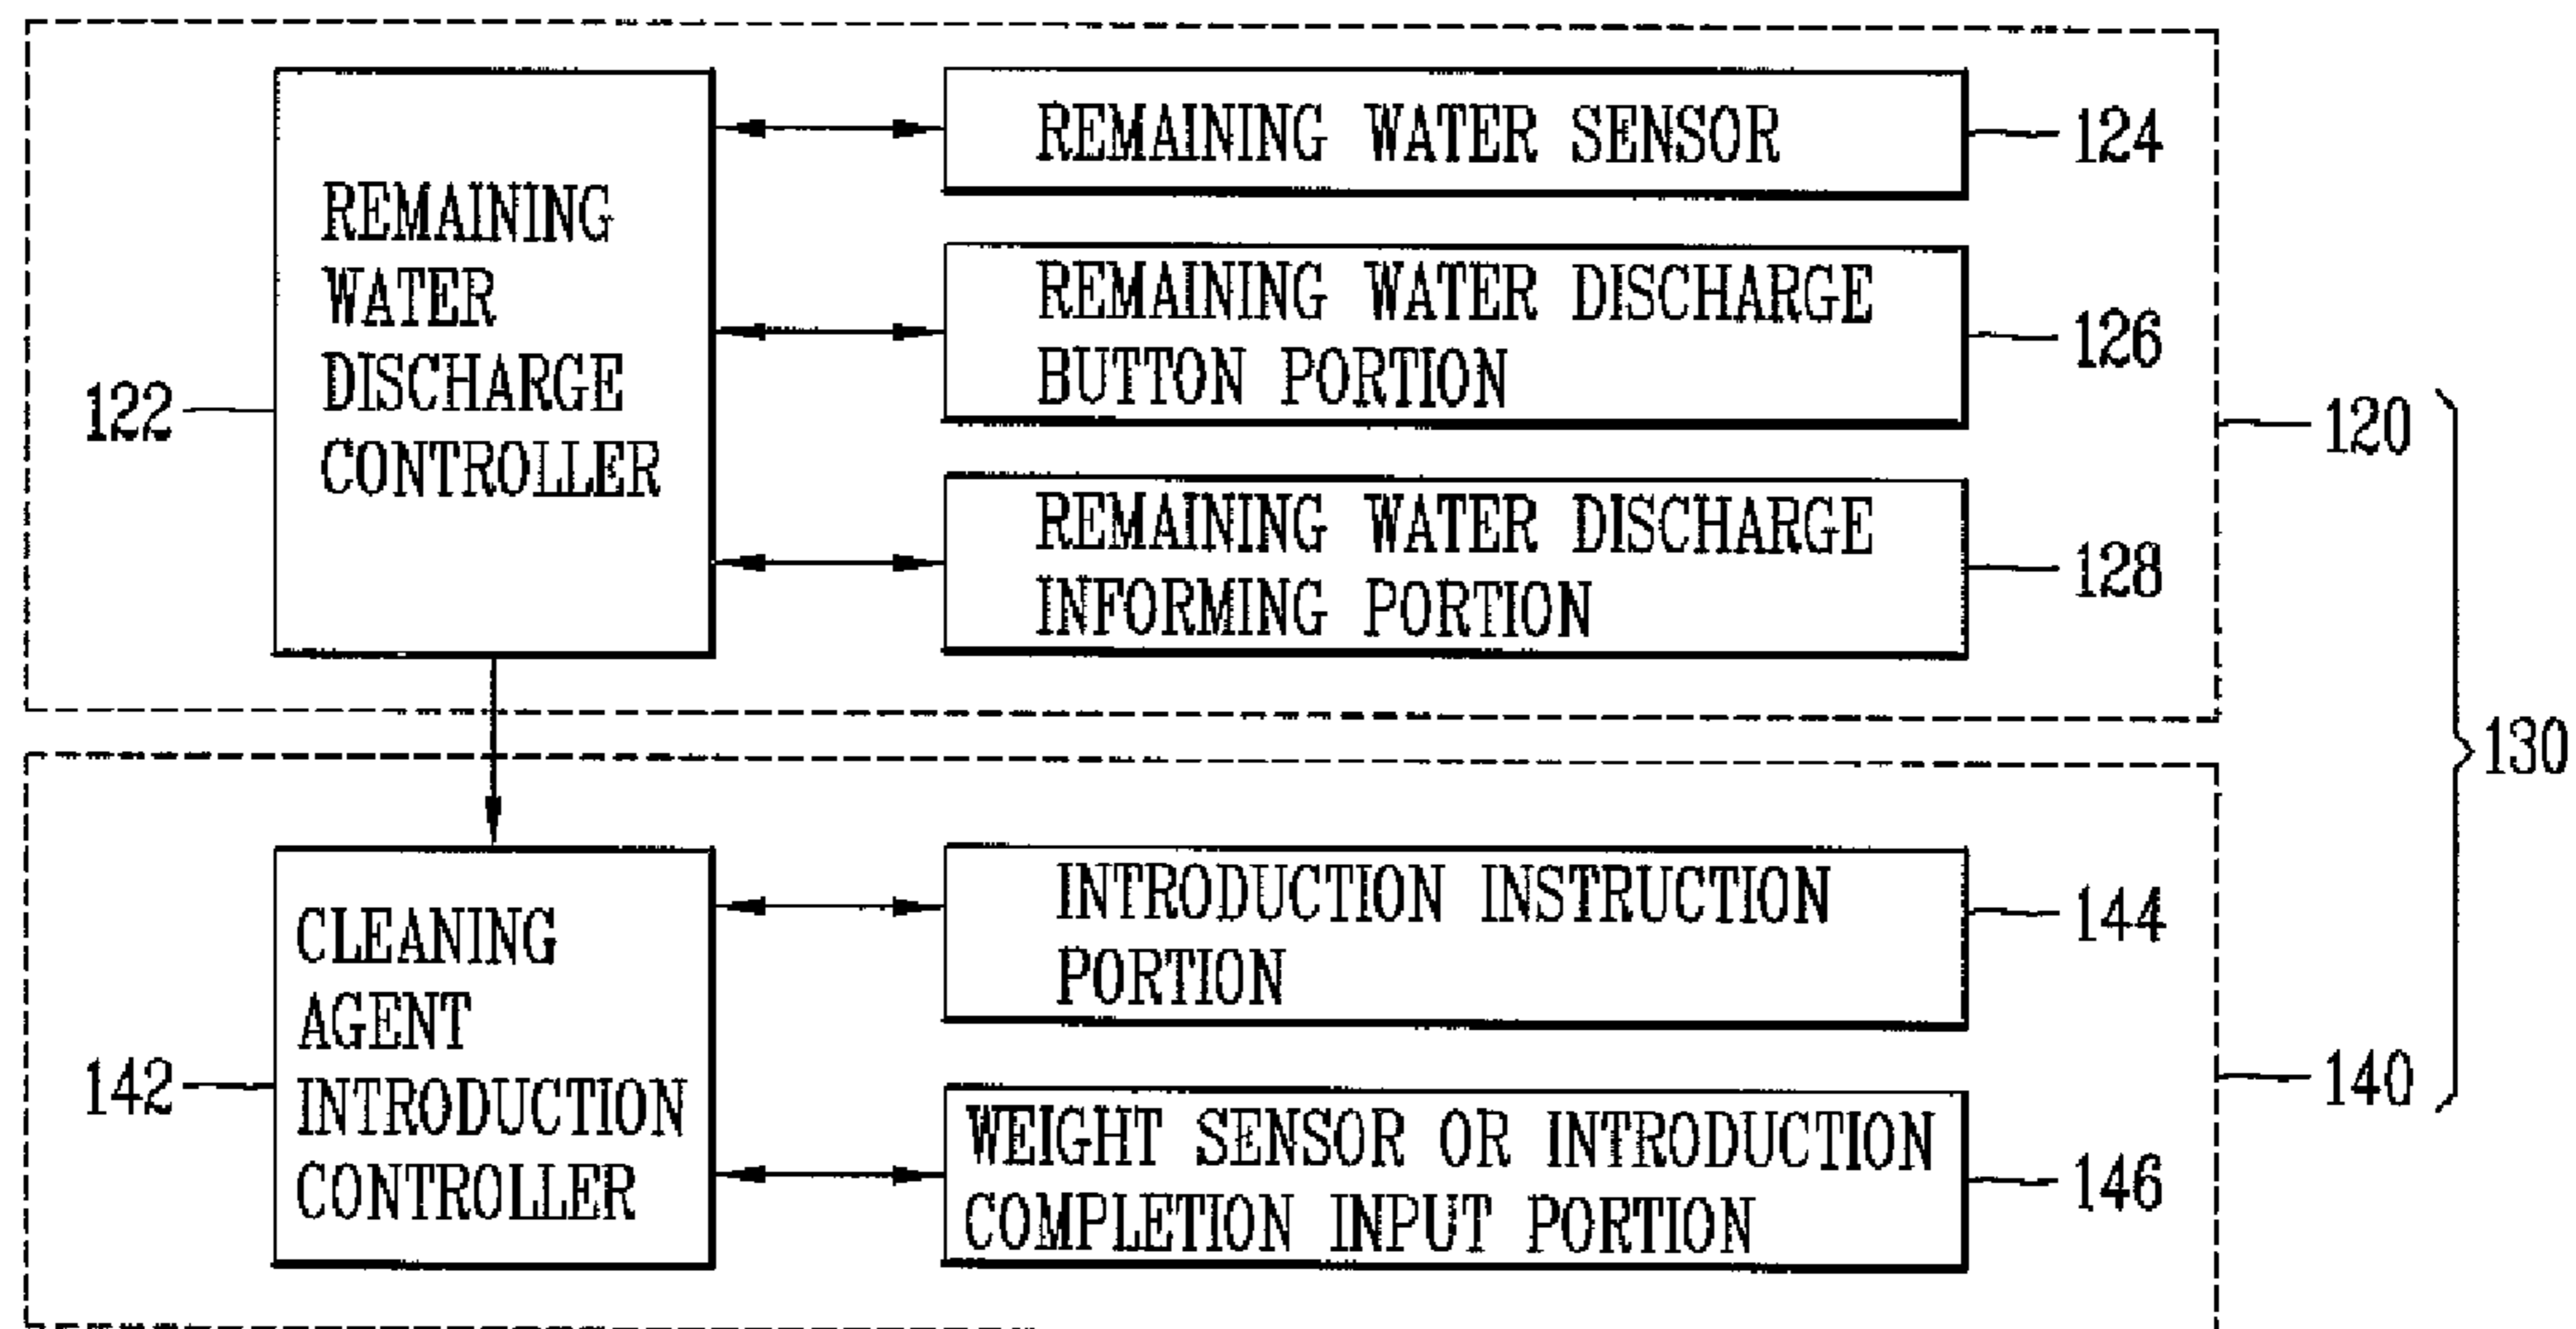 REMAINING
WATER
DISCHARGE
CONTROLLER
122
REMAINING WATER SENSOR
124
REMAINING WATER DISCHARGE
BUTTON PORTION
126
REMAINING WATER DISCHARGE
INFORMING PORTION
128
120
130
CLEANING
AGENT
INTRODUCTION
CONTROLLER
142
INTRODUCTION INSTRUCTION
PORTION
144
WEIGHT SENSOR OR INTRODUCTION
COMPLETION INPUT PORTION
146
140